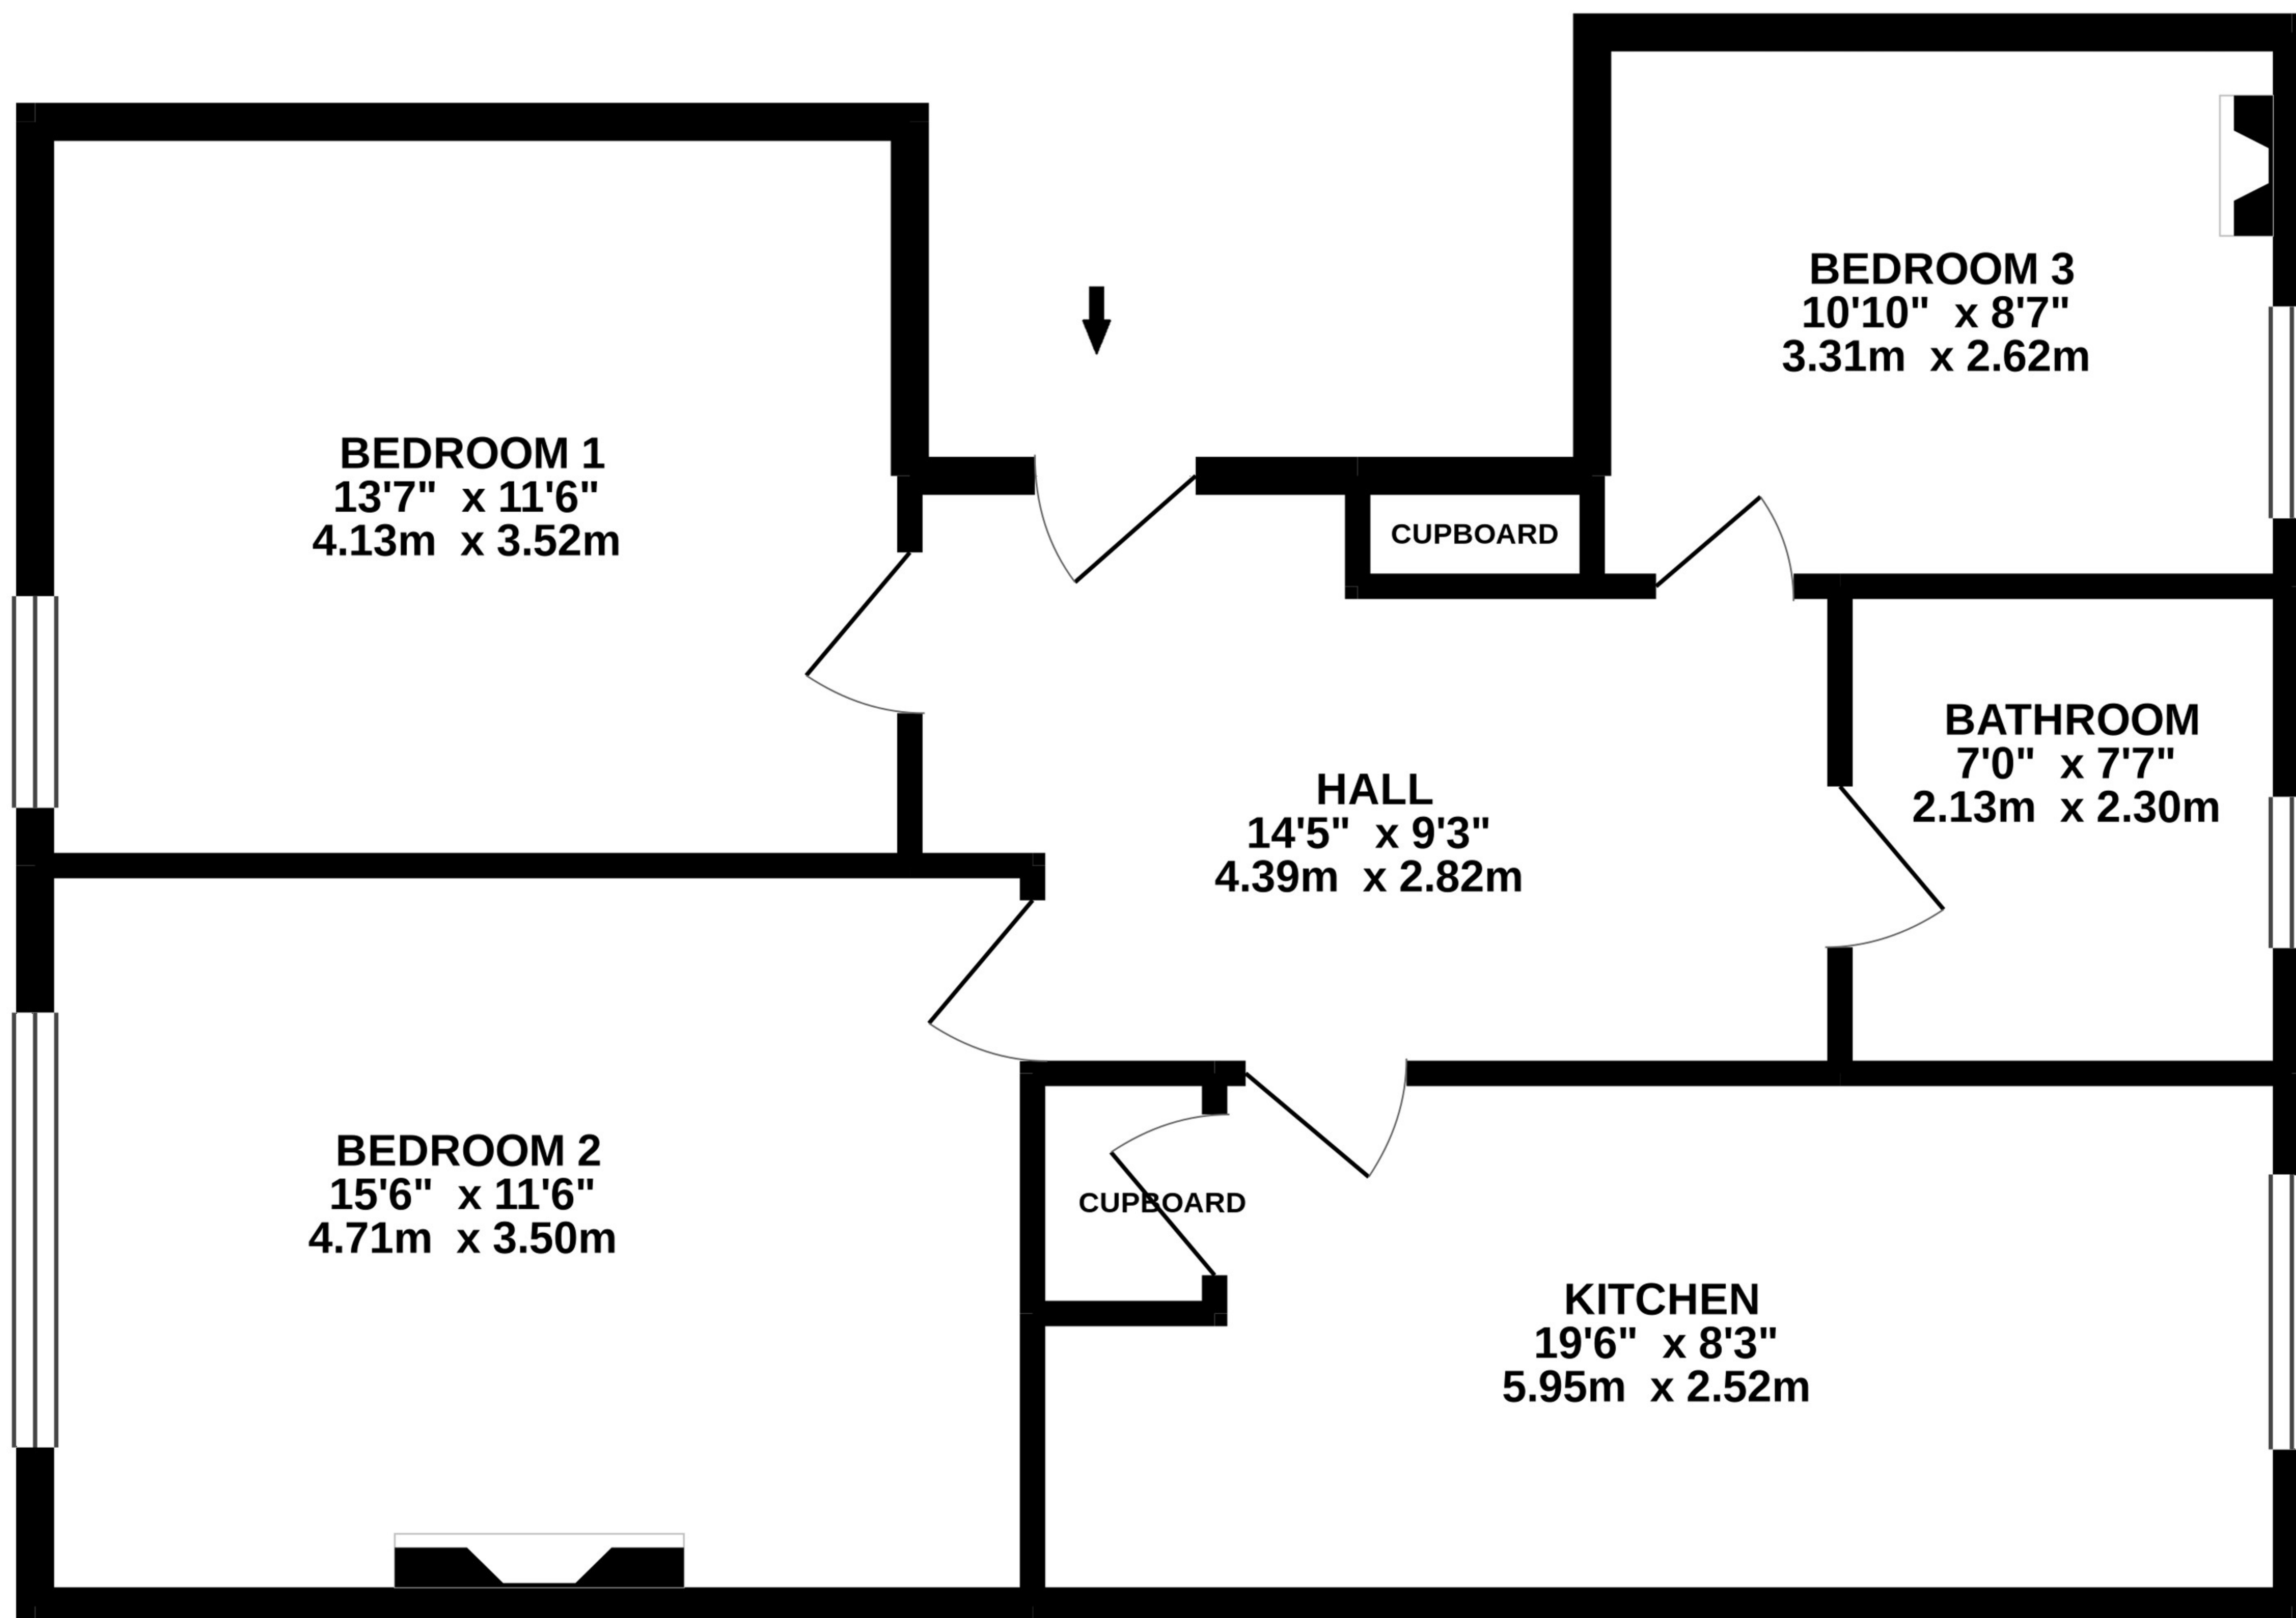 BEDROOM 3
10'10" x 8'7"
3.31m x 2.62m
BEDROOM 1
13'7" x 11'6"
4.13m x 3.52m
CUPBOARD
BATHROOM
7'0" x 7'7"
2.13m x 2.30m
HALL
14'5" x 9'3"
4.39m x 2.82m
BEDROOM 2
15'6" x 11'6"
4.71m x 3.50m
CUPBOARD
KITCHEN
19'6" x 8'3"
5.95m x 2.52m